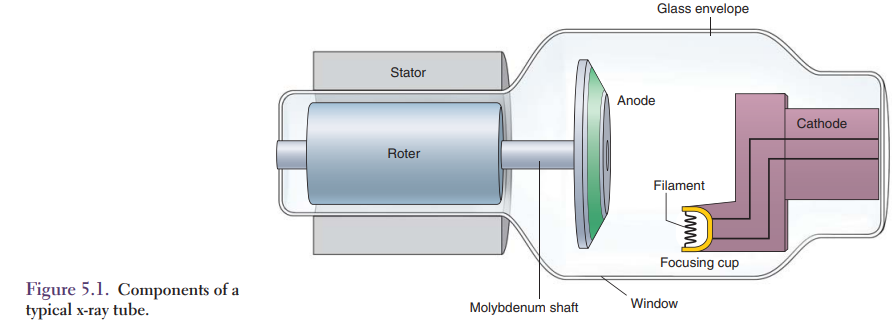 Glass envelope
Stator
Anode
Cathode
Roter
Filament
Focusing cup
Window
Molybdenum shaft
Figure 5.1. Components of a
typical x-ray tube.